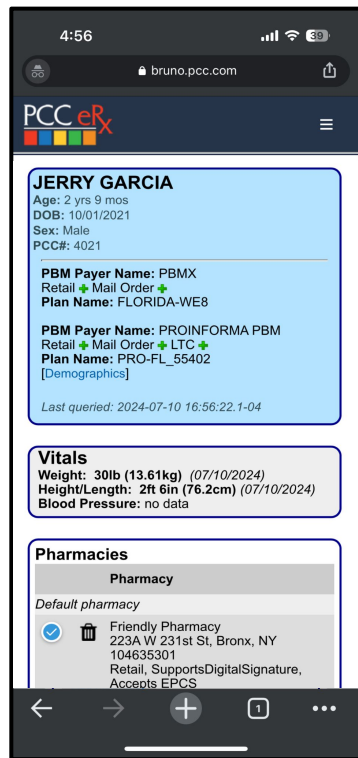 4:56
39
bruno.pcc.com
PCC eRx
JERRY GARCIA
Age: 2 yrs 9 mos
DOB: 10/01/2021
Sex: Male
PCC#: 4021
PBM Payer Name: PBMX
Retail + Mail Order +
Plan Name: FLORIDA-WE8
PBM Payer Name: PROINFORMA PBM
Retail + Mail Order + LTC +
Plan Name: PRO-FL_55402
[Demographics]
Last queried: 2024-07-10 16:56:22.1-04
Vitals
Weight: 30lb (13.61kg) (07/10/2024)
Height/Length: 2ft 6in (76.2cm) (07/10/2024)
Blood Pressure: no data
Pharmacies
Pharmacy
Default pharmacy
Friendly Pharmacy
223A W 231st St, Bronx, NY
104635301
Retail, SupportsDigitalSignature,
Accepts EPCS
1